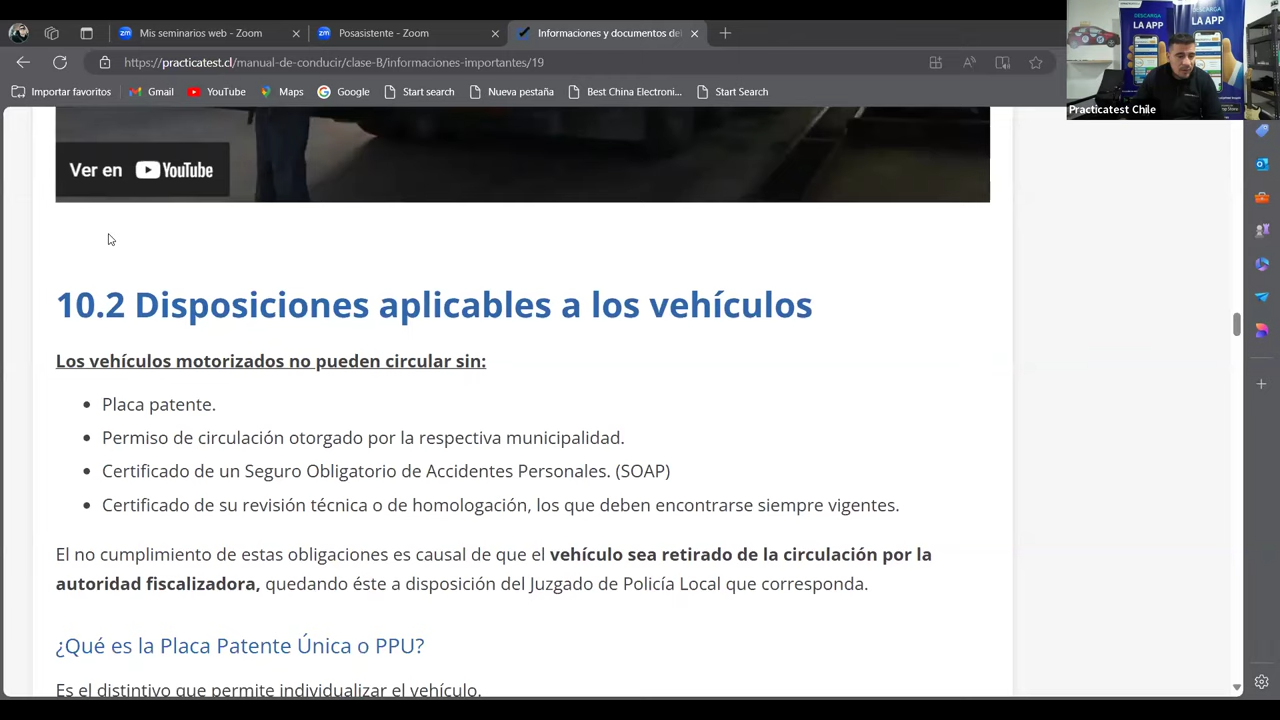 Mis seminarios web - Zoom
Posasistente - Zoom
Informaciones y documentos de
https://practicatest.cl/manual-de-conducir/clase-B/informaciones-importantes/19
Importar favoritos
Gmail
YouTube
Maps
Google
Start search
Nueva pestaña
Best China Electroni...
Start Search
DESCARGA
LA APP
DESCARGA
LA APP
Practicatest Chile
Ver en YouTube
10.2 Disposiciones aplicables a los vehículos
Los vehículos motorizados no pueden circular sin:
• Placa patente.
• Permiso de circulación otorgado por la respectiva municipalidad.
• Certificado de un Seguro Obligatorio de Accidentes Personales. (SOAP)
• Certificado de su revisión técnica o de homologación, los que deben encontrarse siempre vigentes.
El no cumplimiento de estas obligaciones es causal de que el vehículo sea retirado de la circulación por la
autoridad fiscalizadora, quedando éste a disposición del Juzgado de Policía Local que corresponda.
¿Qué es la Placa Patente Única o PPU?
Es el distintivo que permite individualizar el vehículo.